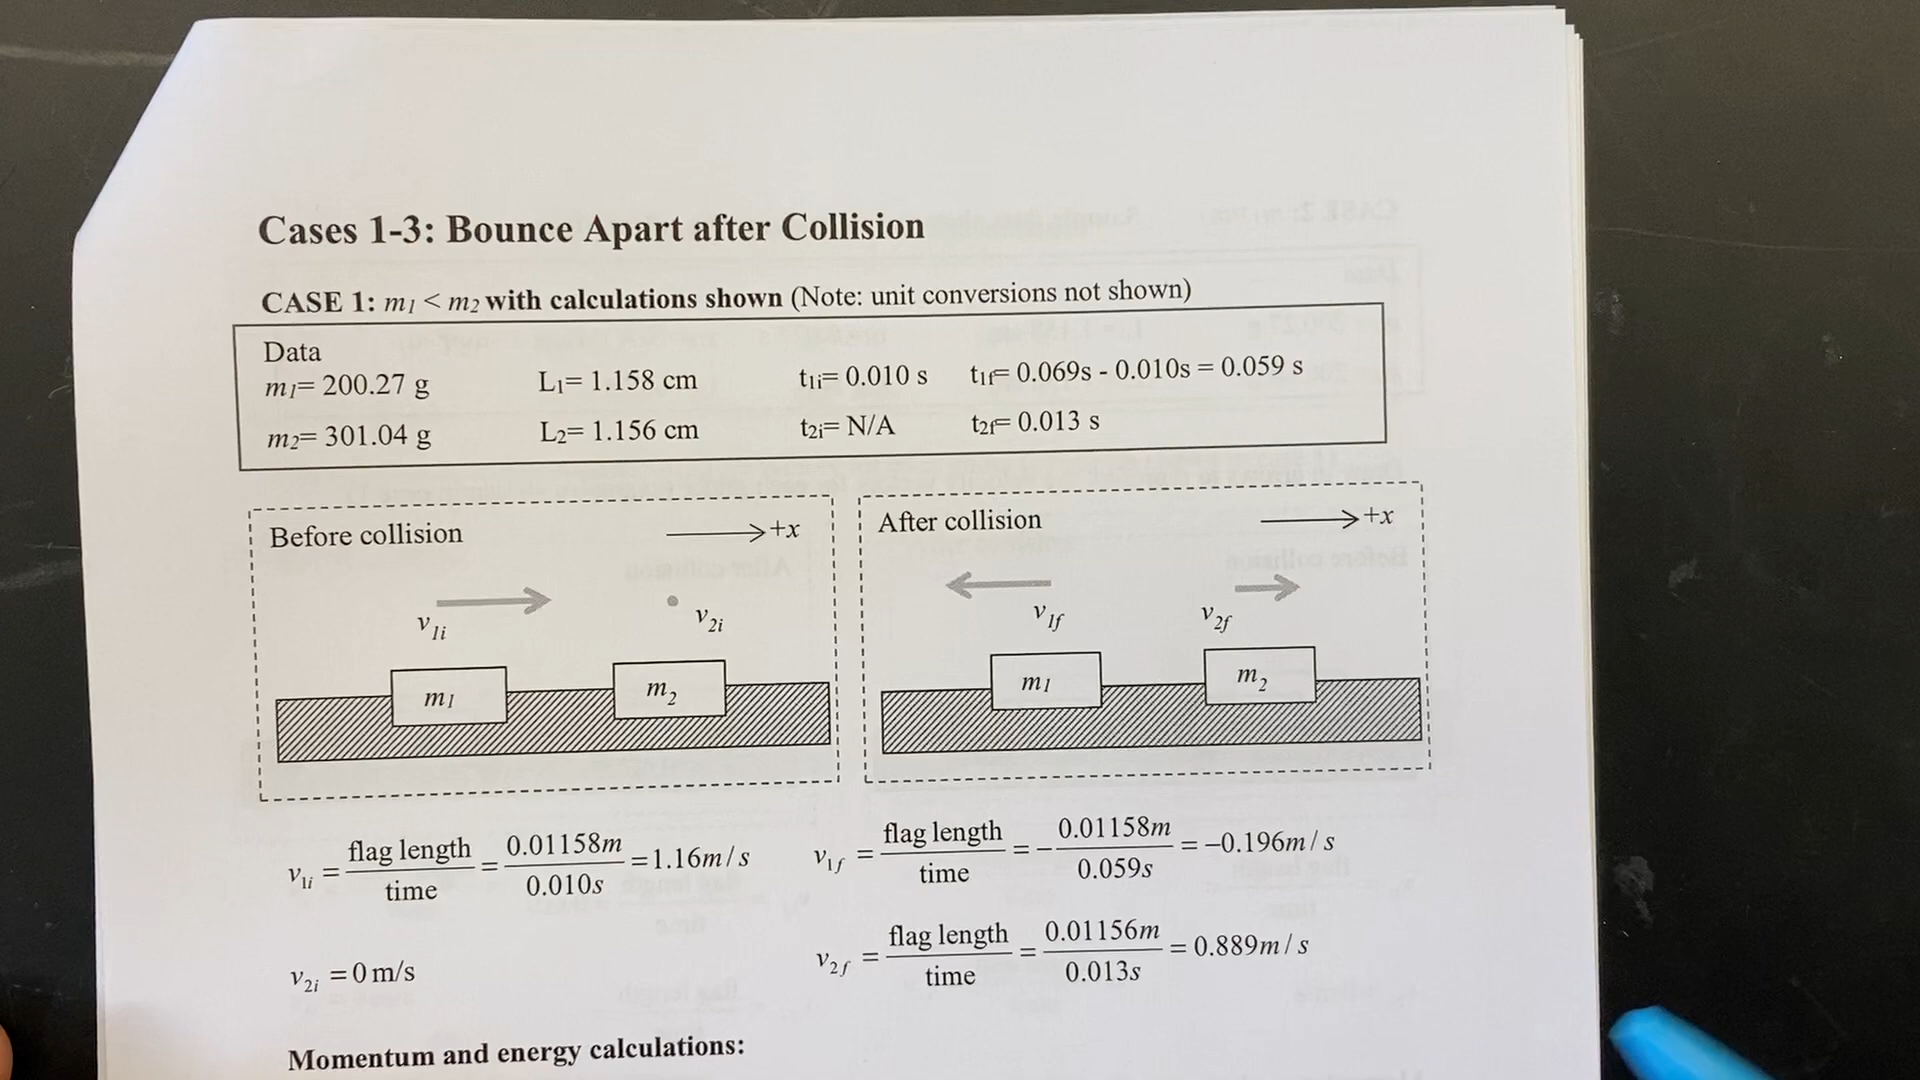 Cases 1-3: Bounce Apart after Collision
CASE 1: m1 < m2 with calculations shown (Note: unit conversions not shown)
Data
m1= 200.27 g L1= 1.158 cm t1i= 0.010 s t1f= 0.069s - 0.010s = 0.059 s
m2= 301.04 g L2= 1.156 cm t2i= N/A t2f= 0.013 s
Before collision +x
v1i v2i
m1 m2
After collision +x
v1f v2f
m1 m2
v1i = flag length / time = 0.01158m / 0.010s = 1.16m/s
v1f = flag length / time = - 0.01158m / 0.059s = -0.196m/s
v2i = 0 m/s
v2f = flag length / time = 0.01156m / 0.013s = 0.889m/s
Momentum and energy calculations: